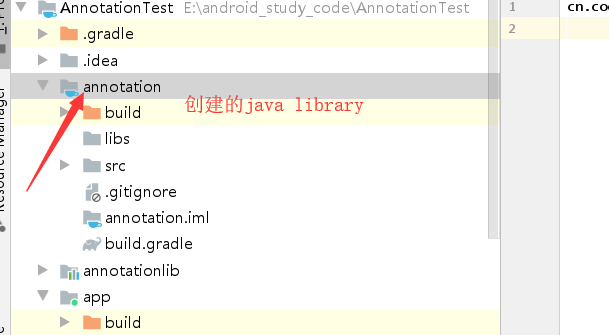 AnnotationTest E:\android_study_code\AnnotationTest
1 cn.co
.gradle
2
.idea
annotation
创建的java library
build
libs
src
.gitignore
annotation.iml
build.gradle
annotationlib
app
build
Resource Manager